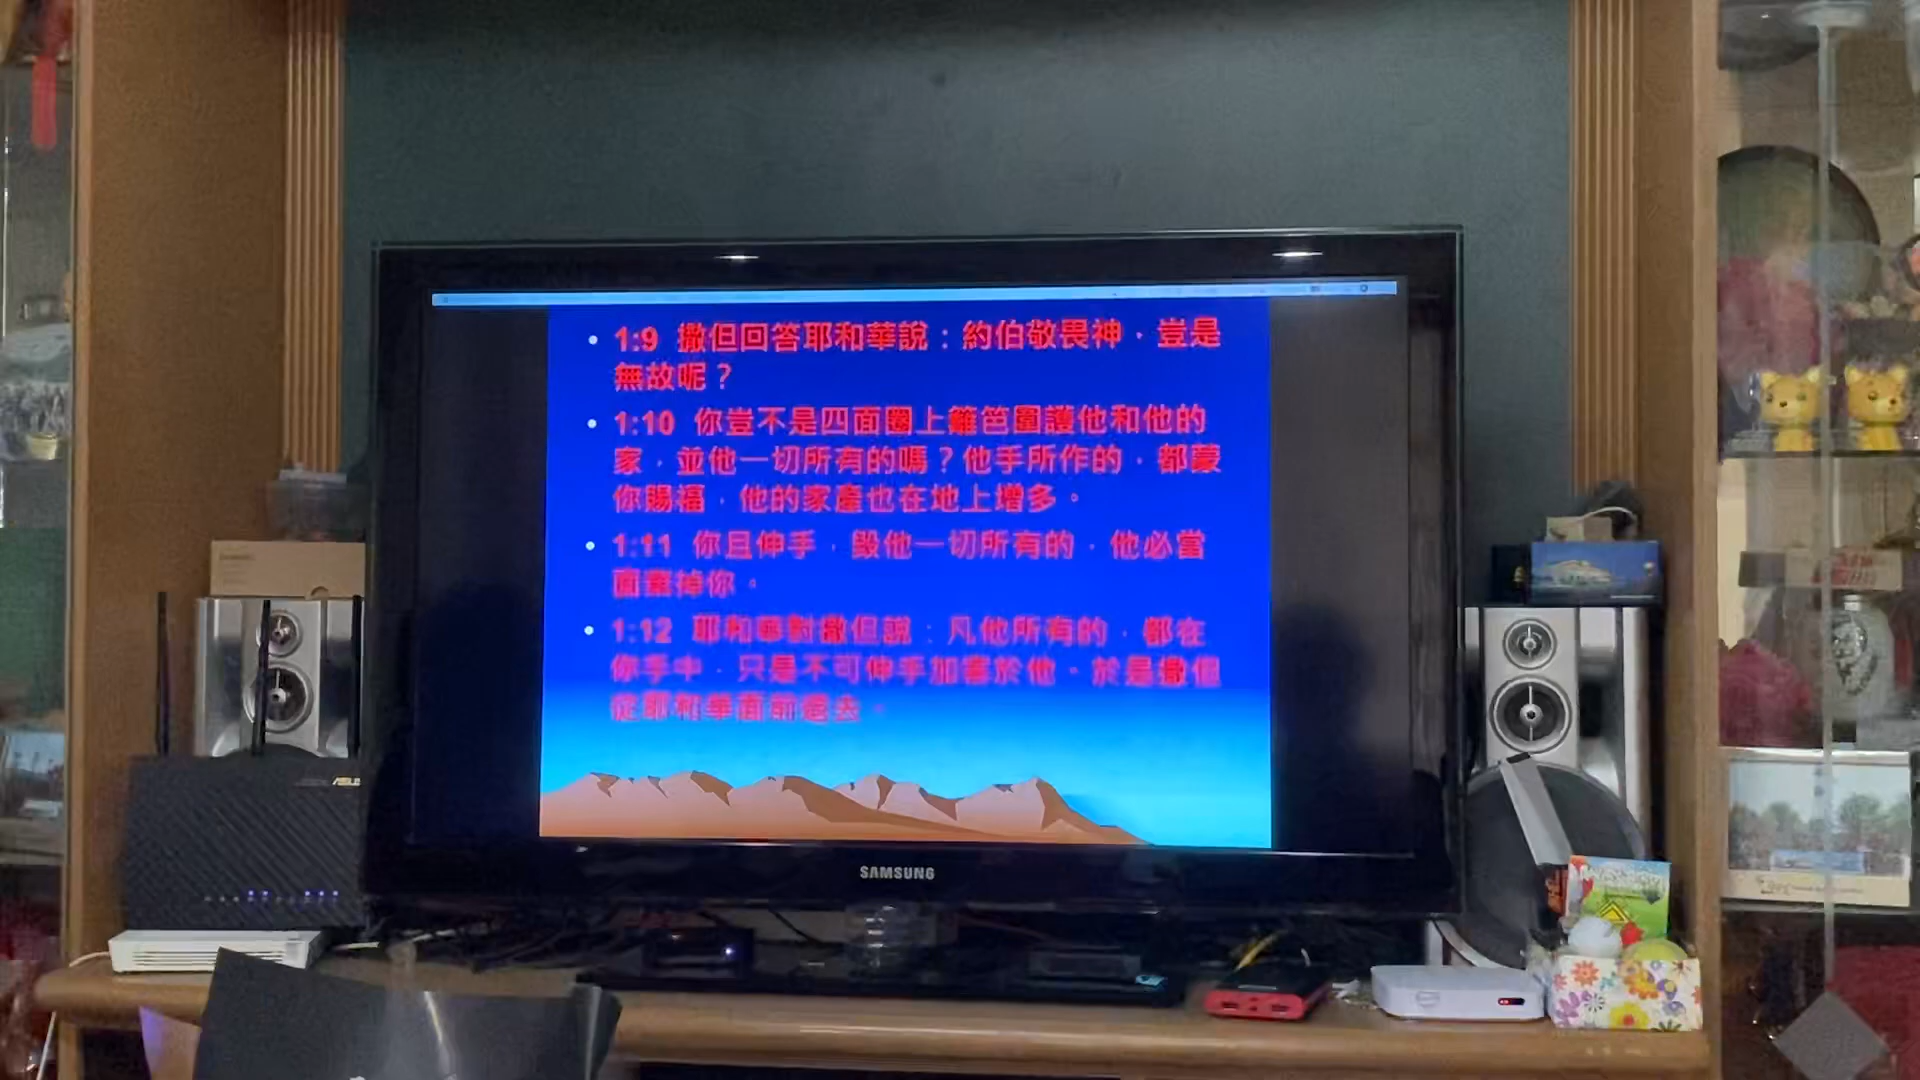 1:9 撒但回答耶和華說：約伯敬畏神，豈是
無故呢？
1:10 你豈不是四面圈上籬笆圍護他和他的
家，並他一切所有的嗎？他手所作的，都蒙
你賜福，他的家產也在地上增多。
1:11 你且伸手，毀他一切所有的，他必當
面棄掉你。
1:12 耶和華對撒但說：凡他所有的，都在
你手中，只是不可伸手加害於他。於是撒但
從耶和華面前退去。
SAMSUNG
ASUS